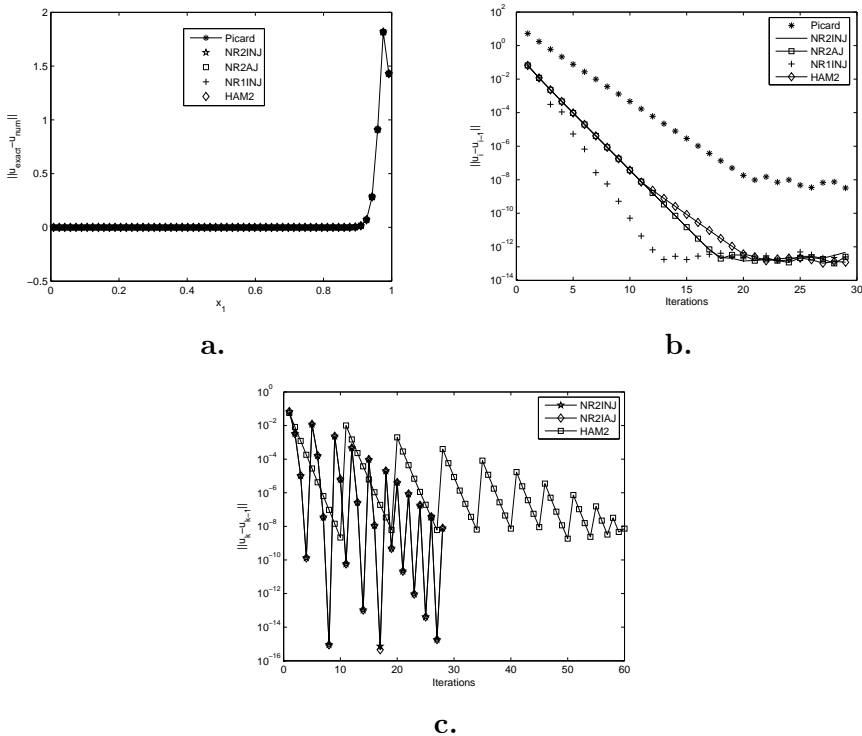 2
1.5
1
0.5
0
−0.5
||u_exact−u_num||
0 0.2 0.4 0.6 0.8 1
x_1
Picard
NR2INJ
NR2AJ
NR1INJ
HAM2
a.
10^2
10^0
10^−2
10^−4
10^−6
10^−8
10^−10
10^−12
10^−14
||u_i−u_i−1||
0 5 10 15 20 25 30
Iterations
Picard
NR2INJ
NR2AJ
NR1INJ
HAM2
b.
10^0
10^−2
10^−4
10^−6
10^−8
10^−10
10^−12
10^−14
10^−16
||u_k−u_k−1||
0 10 20 30 40 50 60
Iterations
NR2INJ
NR2IAJ
HAM2
c.